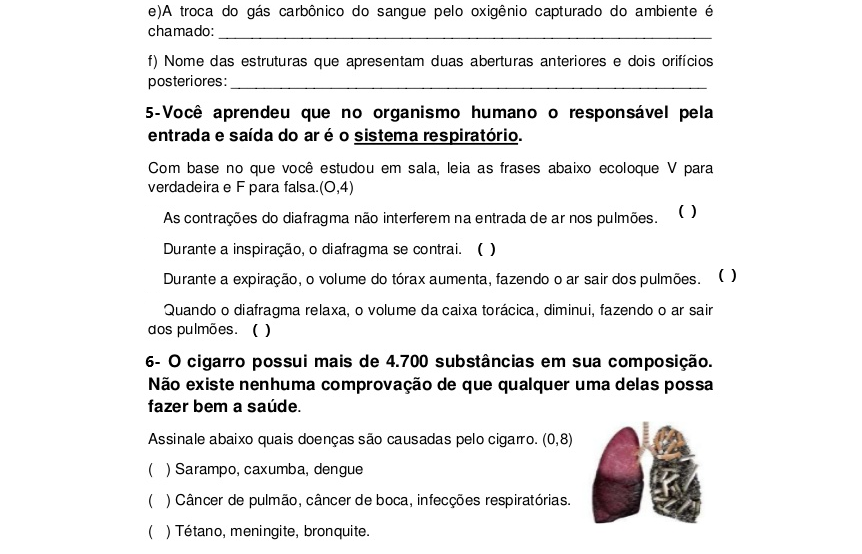 e)A troca do gás carbônico do sangue pelo oxigênio capturado do ambiente é
chamado: ___________________________________________________________
f) Nome das estruturas que apresentam duas aberturas anteriores e dois orifícios
posteriores: _________________________________________________________
5-Você aprendeu que no organismo humano o responsável pela
entrada e saída do ar é o sistema respiratório.
Com base no que você estudou em sala, leia as frases abaixo ecoloque V para
verdadeira e F para falsa.(O,4)
As contrações do diafragma não interferem na entrada de ar nos pulmões. ( )
Durante a inspiração, o diafragma se contrai. ( )
Durante a expiração, o volume do tórax aumenta, fazendo o ar sair dos pulmões. ( )
Quando o diafragma relaxa, o volume da caixa torácica, diminui, fazendo o ar sair
dos pulmões. ( )
6- O cigarro possui mais de 4.700 substâncias em sua composição.
Não existe nenhuma comprovação de que qualquer uma delas possa
fazer bem a saúde.
Assinale abaixo quais doenças são causadas pelo cigarro. (0,8)
( ) Sarampo, caxumba, dengue
( ) Câncer de pulmão, câncer de boca, infecções respiratórias.
( ) Tétano, meningite, bronquite.